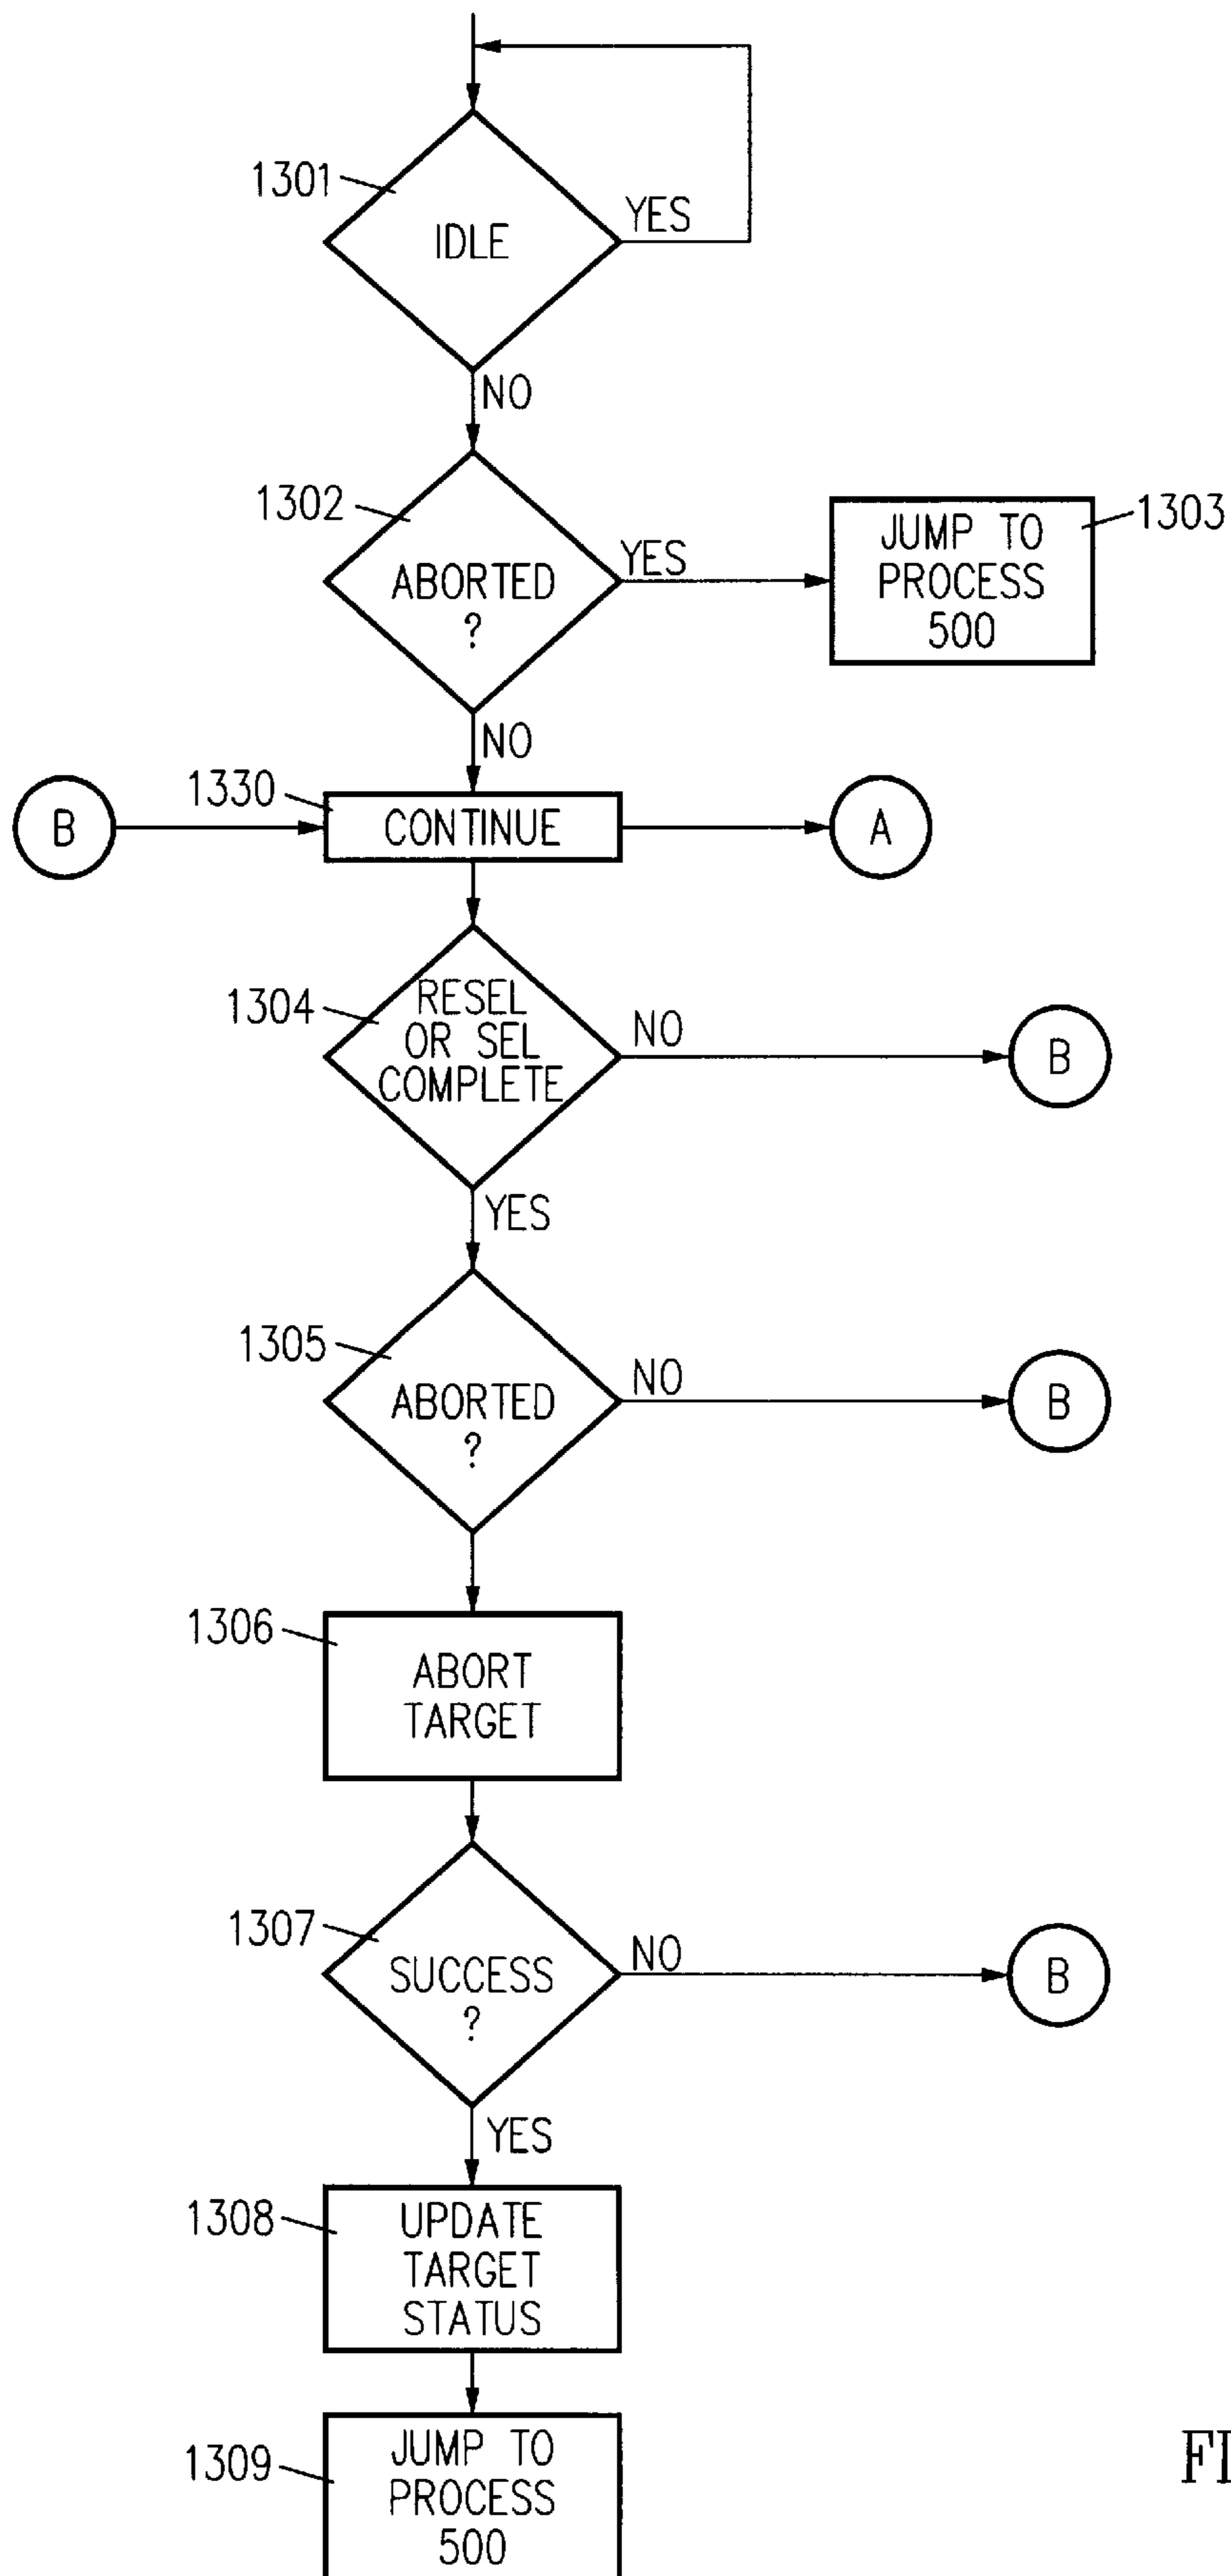 1301
IDLE
YES
NO
1302
ABORTED
?
YES
1303
JUMP TO
PROCESS
500
NO
B
1330
CONTINUE
A
1304
RESEL
OR SEL
COMPLETE
NO
B
YES
1305
ABORTED
?
NO
B
1306
ABORT
TARGET
1307
SUCCESS
?
NO
B
YES
1308
UPDATE
TARGET
STATUS
1309
JUMP TO
PROCESS
500
FI